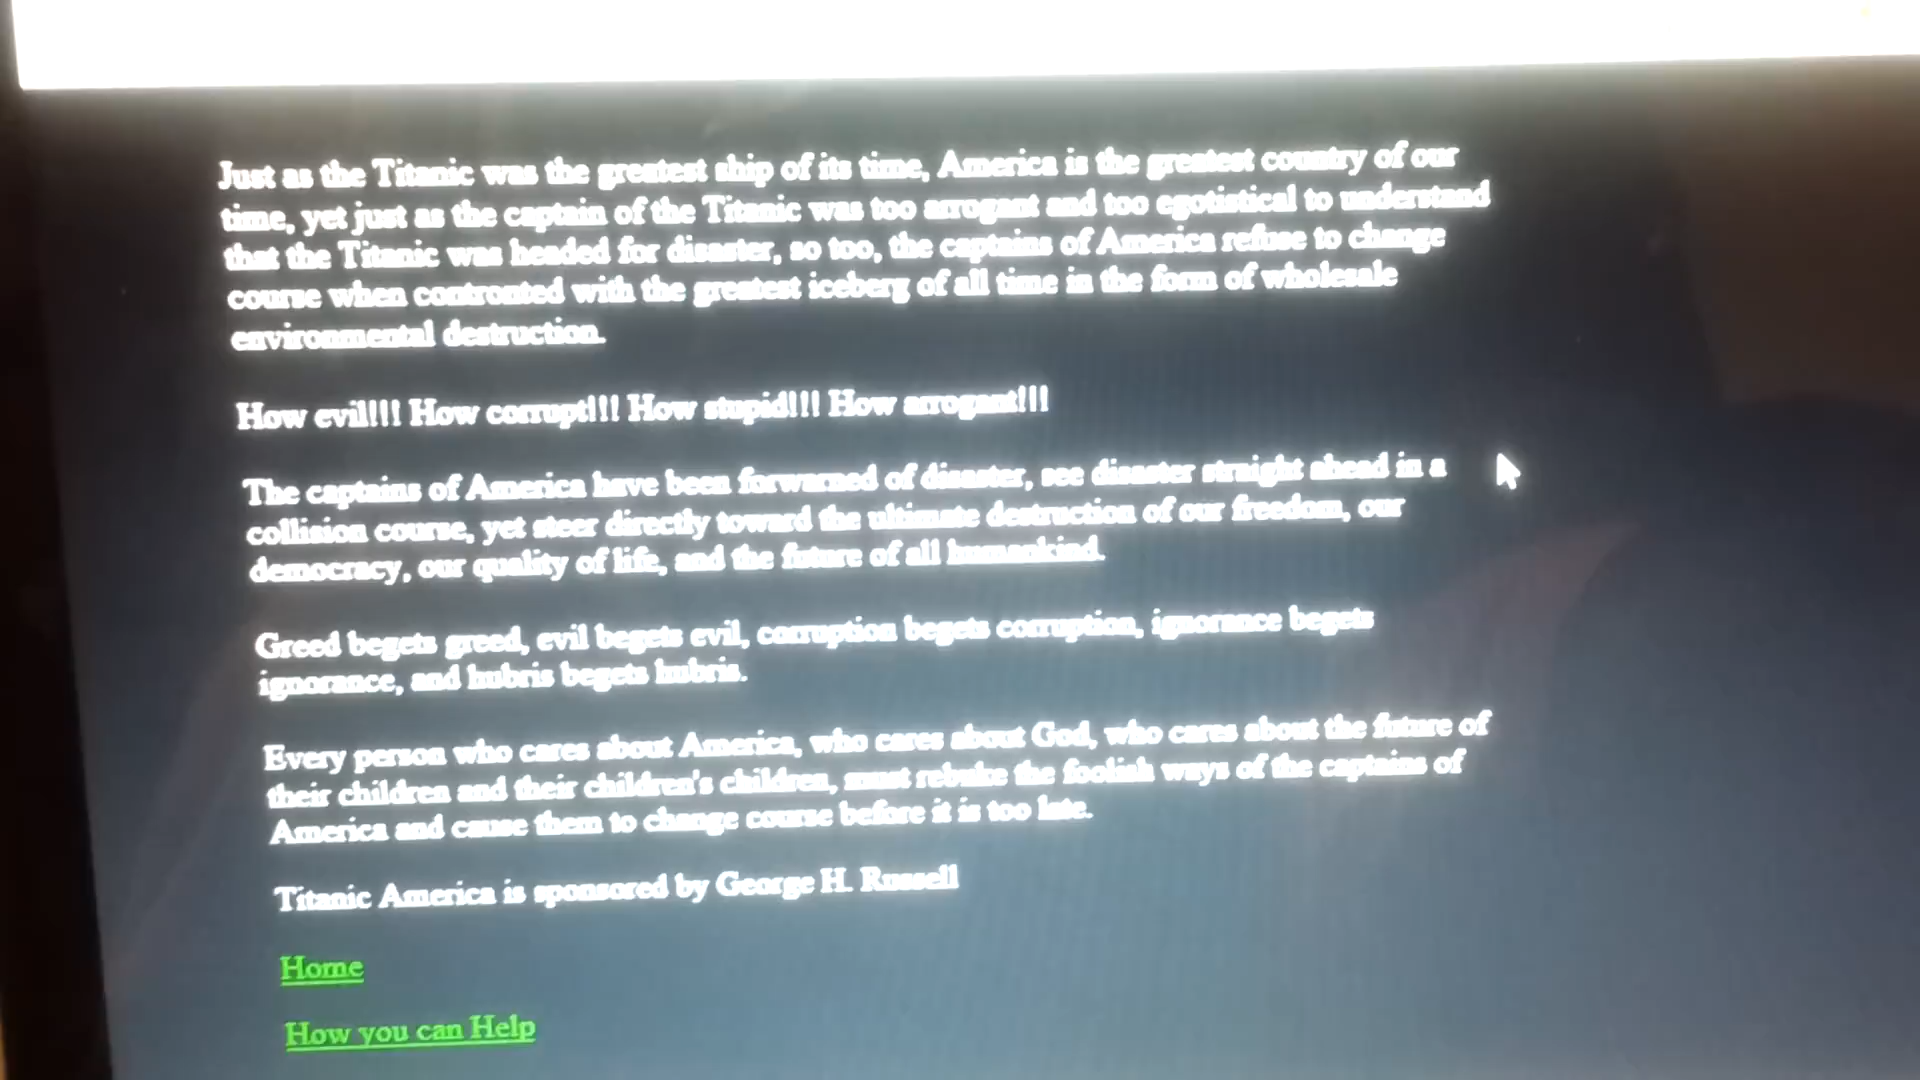 Just as the Titanic was the greatest ship of its time, America is the greatest country of our
time, yet just as the captain of the Titanic was too arrogant and too egotistical to understand
that the Titanic was headed for disaster, so too, the captains of America refuse to change
course when confronted with the greatest iceberg of all time in the form of wholesale
environmental destruction.
How evil!!! How corrupt!!! How stupid!!! How arrogant!!!
The captains of America have been forwarned of disaster, see disaster straight ahead in a
collision course, yet steer directly toward the ultimate destruction of our freedom, our
democracy, our quality of life, and the future of all humankind.
Greed begets greed, evil begets evil, corruption begets corruption, ignorance begets
ignorance, and hubris begets hubris.
Every person who cares about America, who cares about God, who cares about the future of
their children and their children's children, must rebuke the foolish ways of the captains of
America and cause them to change course before it is too late.
Titanic America is sponsored by George H. Russell
Home
How you can Help